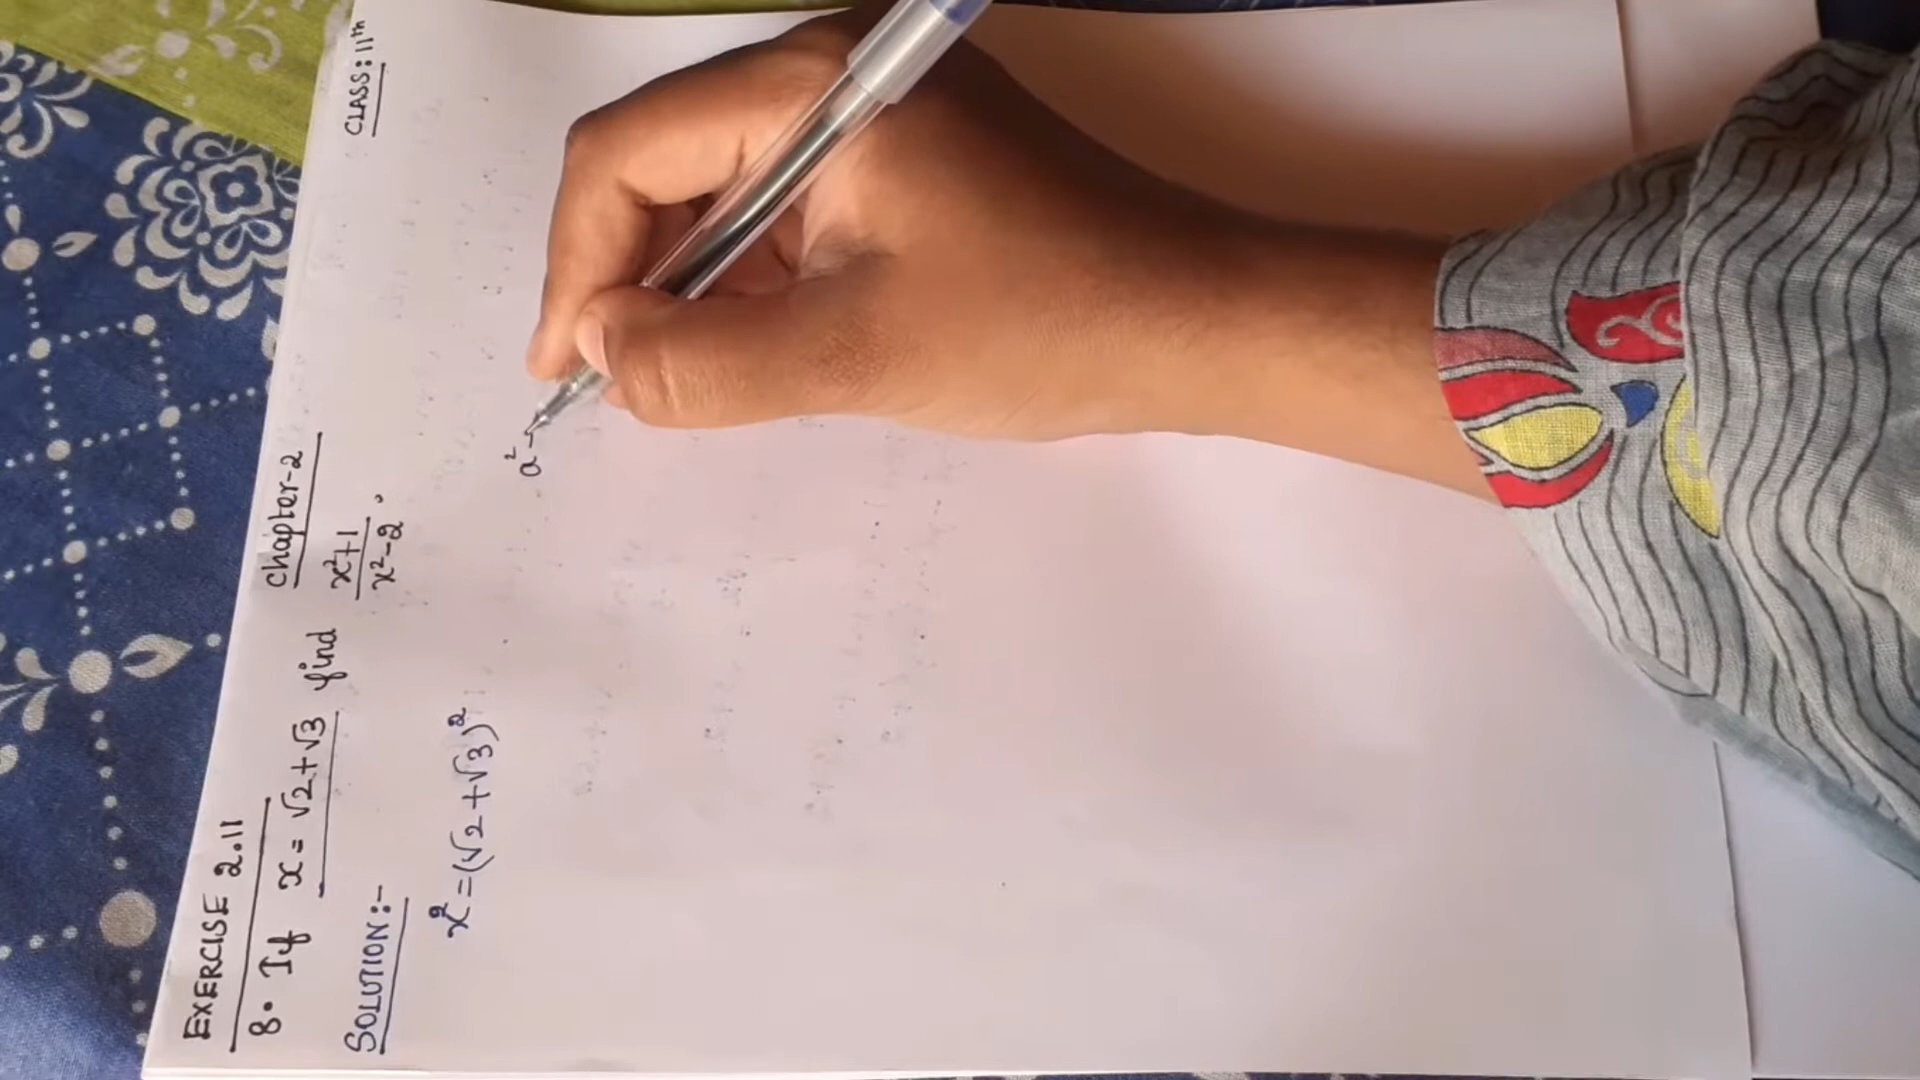 CLASS: 11th
Chapter-2
EXERCISE 2.11
8. If x = √2+√3 find x²+1/x²-2.
SOLUTION:-
x² = (√2+√3)²
a²-